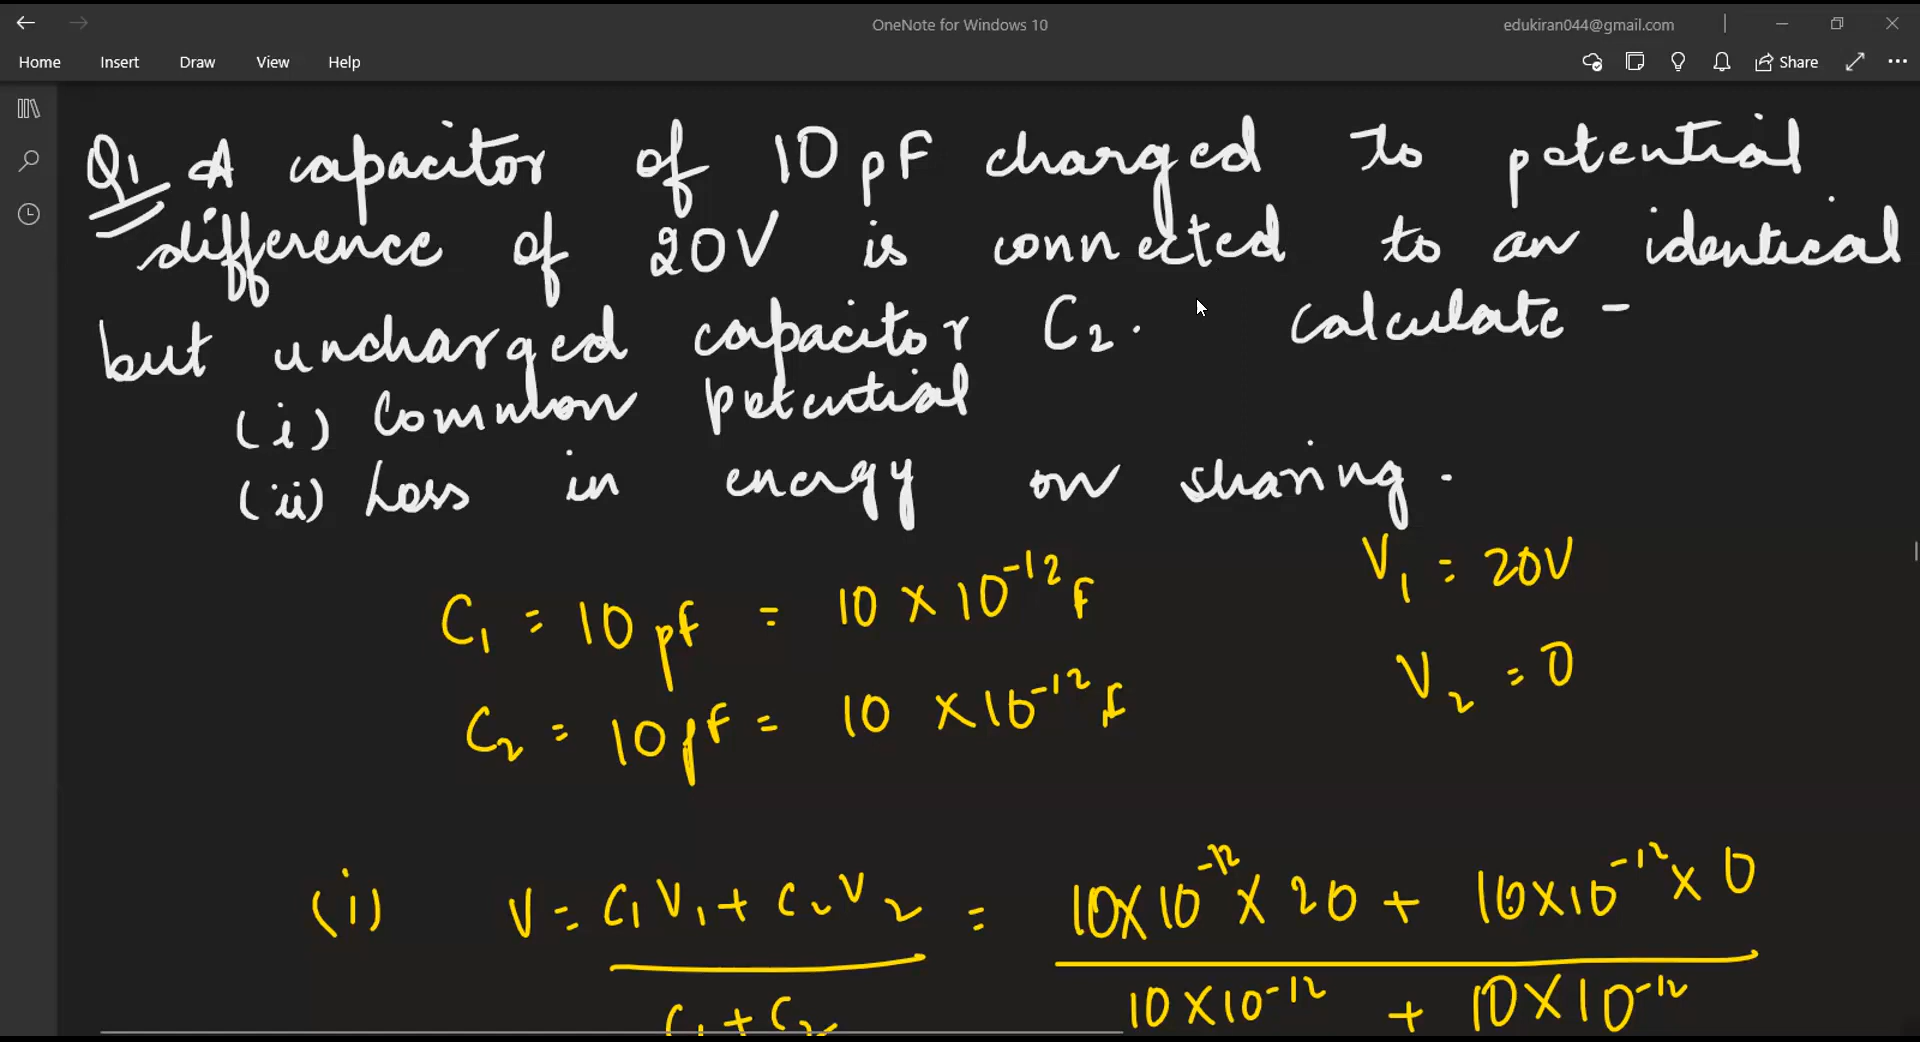 OneNote for Windows 10
edukiran044@gmail.com
Home Insert Draw View Help
Share
Q1 A capacitor of 10 pF charged to potential
difference of 20V is connected to an identical
but uncharged capacitor C₂. calculate -
(i) Common potential
(ii) Loss in energy on sharing.
V₁ = 20V
C₁ = 10 pF = 10 × 10⁻¹² F
V₂ = 0
C₂ = 10 pF = 10 × 10⁻¹² F
(i) V = C₁V₁ + C₂V₂ = 10×10⁻¹² × 20 + 10×10⁻¹² × 0
C₁ + C₂ 10×10⁻¹² + 10×10⁻¹²